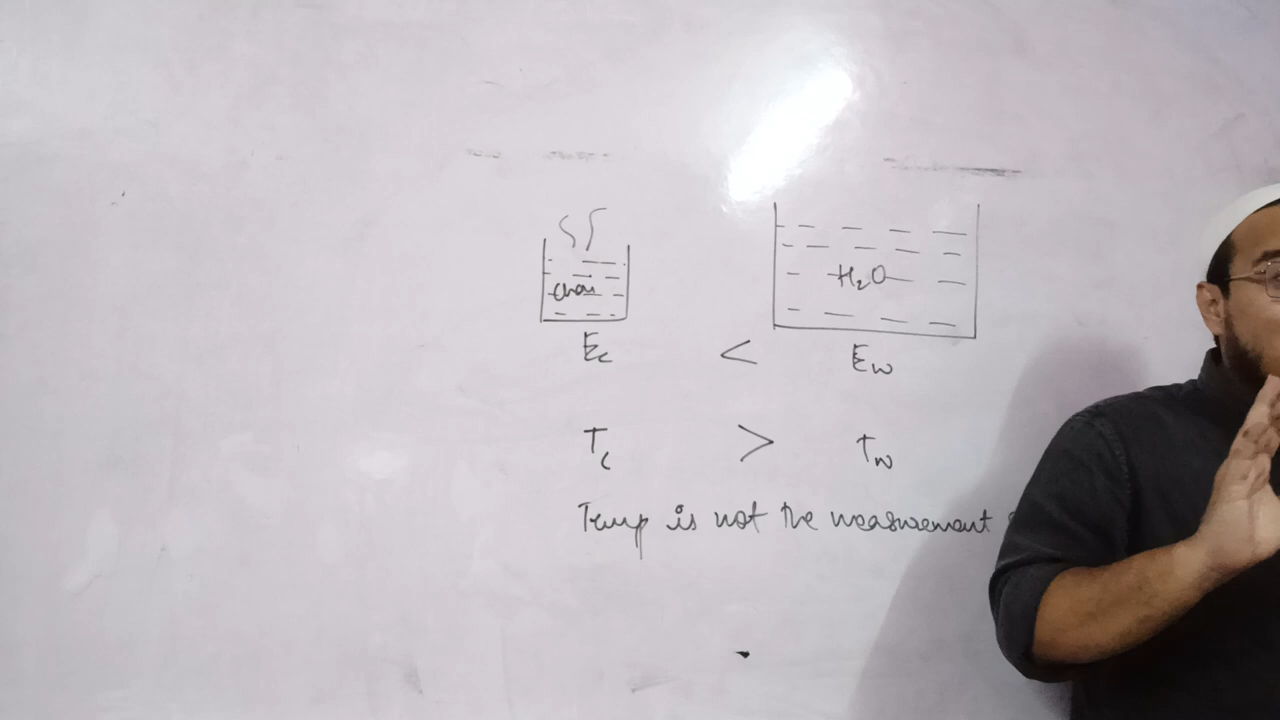 chai
H₂O
Ec < Ew
Tc > Tw
Temp is not the measurement